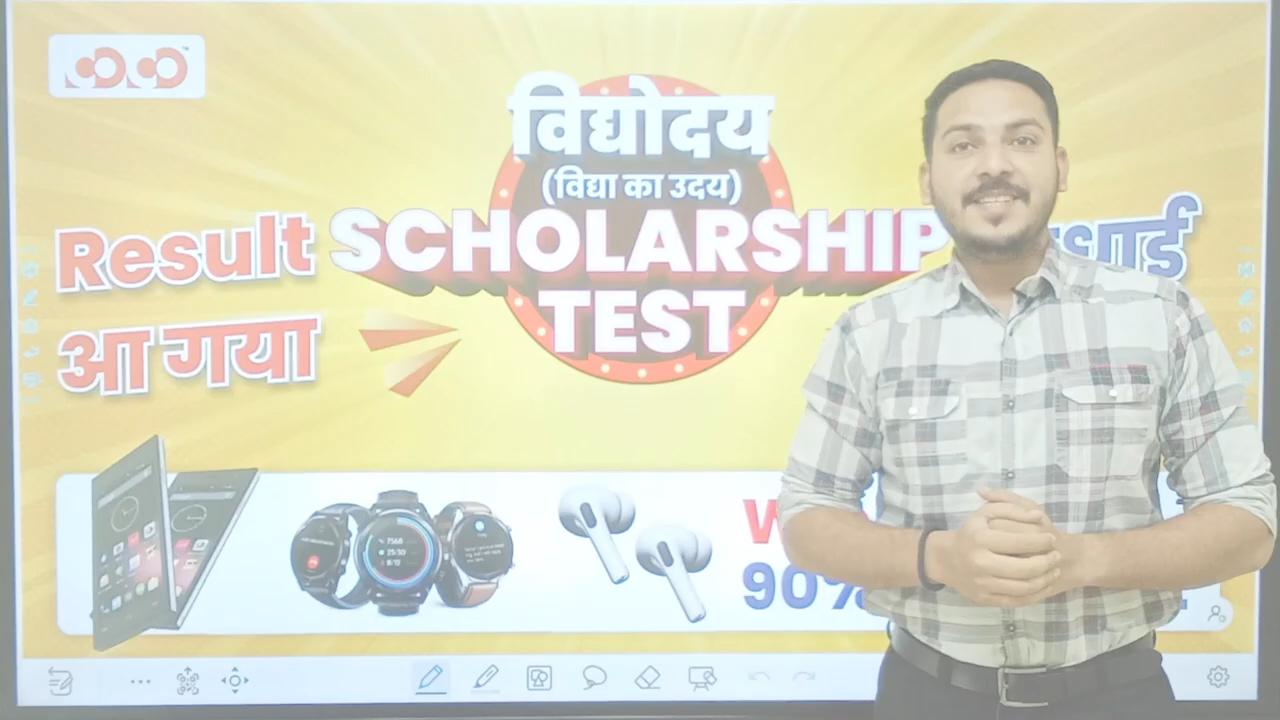 विद्योदय
(विद्या का उदय)
SCHOLARSHIP
TEST
Result
आ गया
90%